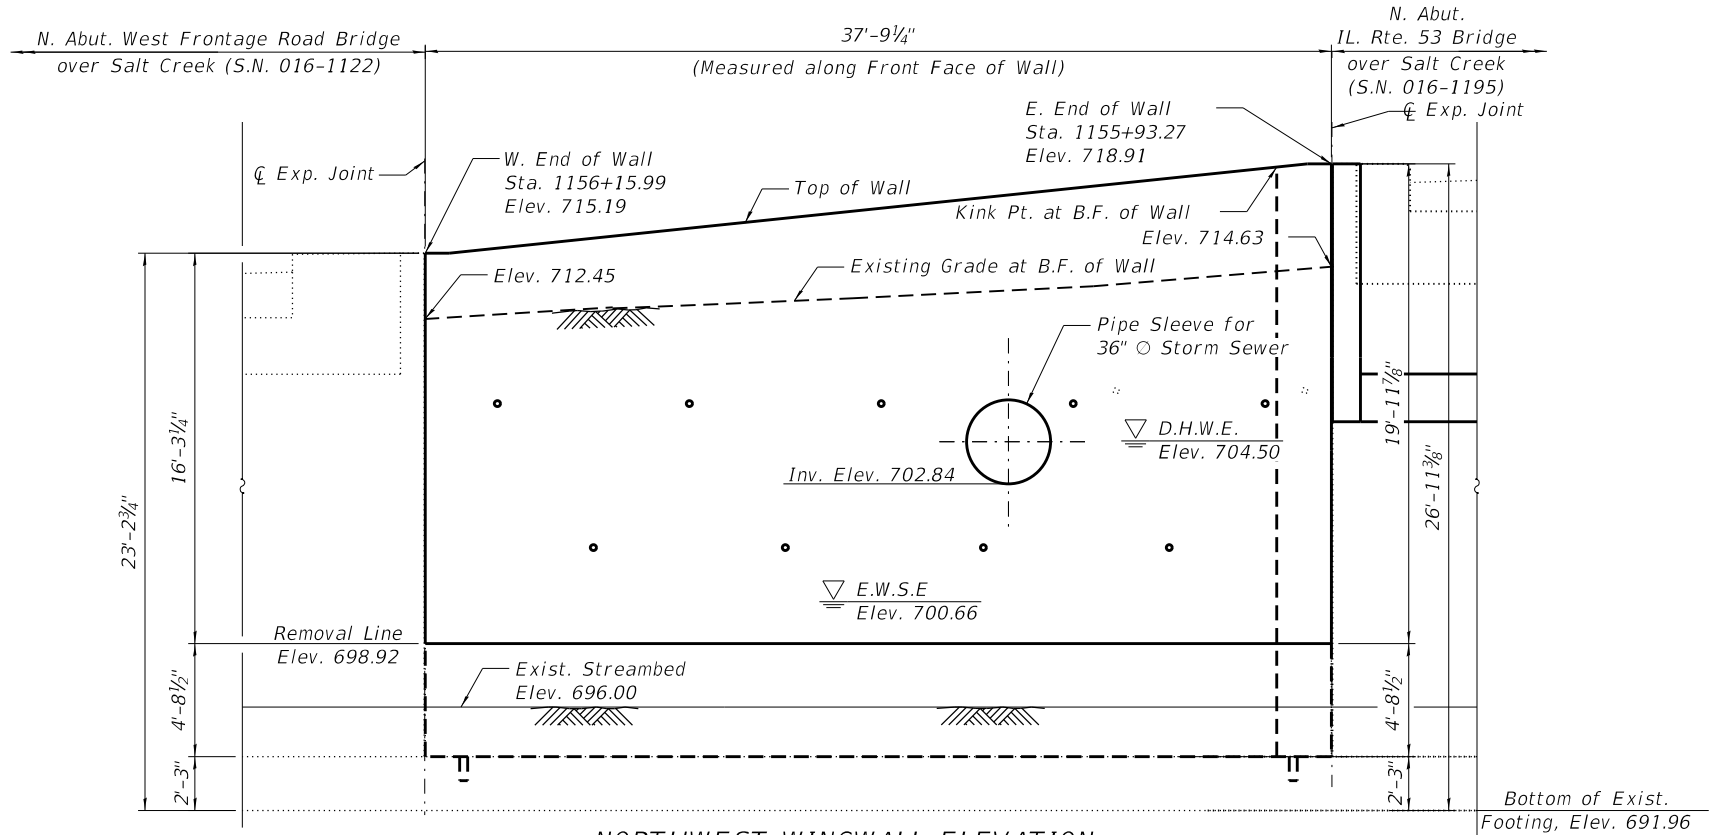 N. Abut. West Frontage Road Bridge
over Salt Creek (S.N. 016-1122)
37'-9¼"
(Measured along Front Face of Wall)
N. Abut.
IL. Rte. 53 Bridge
over Salt Creek
(S.N. 016-1195)
℄ Exp. Joint
E. End of Wall
Sta. 1155+93.27
Elev. 718.91
℄ Exp. Joint
W. End of Wall
Sta. 1156+15.99
Elev. 715.19
Top of Wall
Kink Pt. at B.F. of Wall
Elev. 714.63
Elev. 712.45
Existing Grade at B.F. of Wall
Pipe Sleeve for
36" ∅ Storm Sewer
D.H.W.E.
Elev. 704.50
Inv. Elev. 702.84
16'-3¼"
23'-2¾"
19'-11⅞"
26'-11⅜"
E.W.S.E
Elev. 700.66
Removal Line
Elev. 698.92
Exist. Streambed
Elev. 696.00
4'-8½"
4'-8½"
2'-3"
2'-3"
Bottom of Exist.
Footing, Elev. 691.96
NORTHWEST WINGWALL ELEVATION